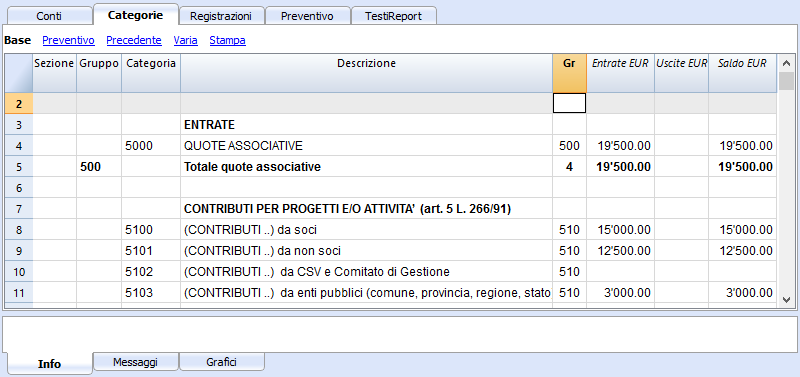 Conti Categorie Registrazioni Preventivo TestiReport
Base Preventivo Precedente Varia Stampa
Sezione Gruppo Categoria Descrizione Gr Entrate EUR Uscite EUR Saldo EUR
2
3 ENTRATE
4 5000 QUOTE ASSOCIATIVE 500 19'500.00 19'500.00
5 500 Totale quote associative 4 19'500.00 19'500.00
6
7 CONTRIBUTI PER PROGETTI E/O ATTIVITA' (art. 5 L. 266/91)
8 5100 (CONTRIBUTI ..) da soci 510 15'000.00 15'000.00
9 5101 (CONTRIBUTI ..) da non soci 510 12'500.00 12'500.00
10 5102 (CONTRIBUTI ..) da CSV e Comitato di Gestione 510
11 5103 (CONTRIBUTI ..) da enti pubblici (comune, provincia, regione, stato 510 3'000.00 3'000.00
Info Messaggi Grafici